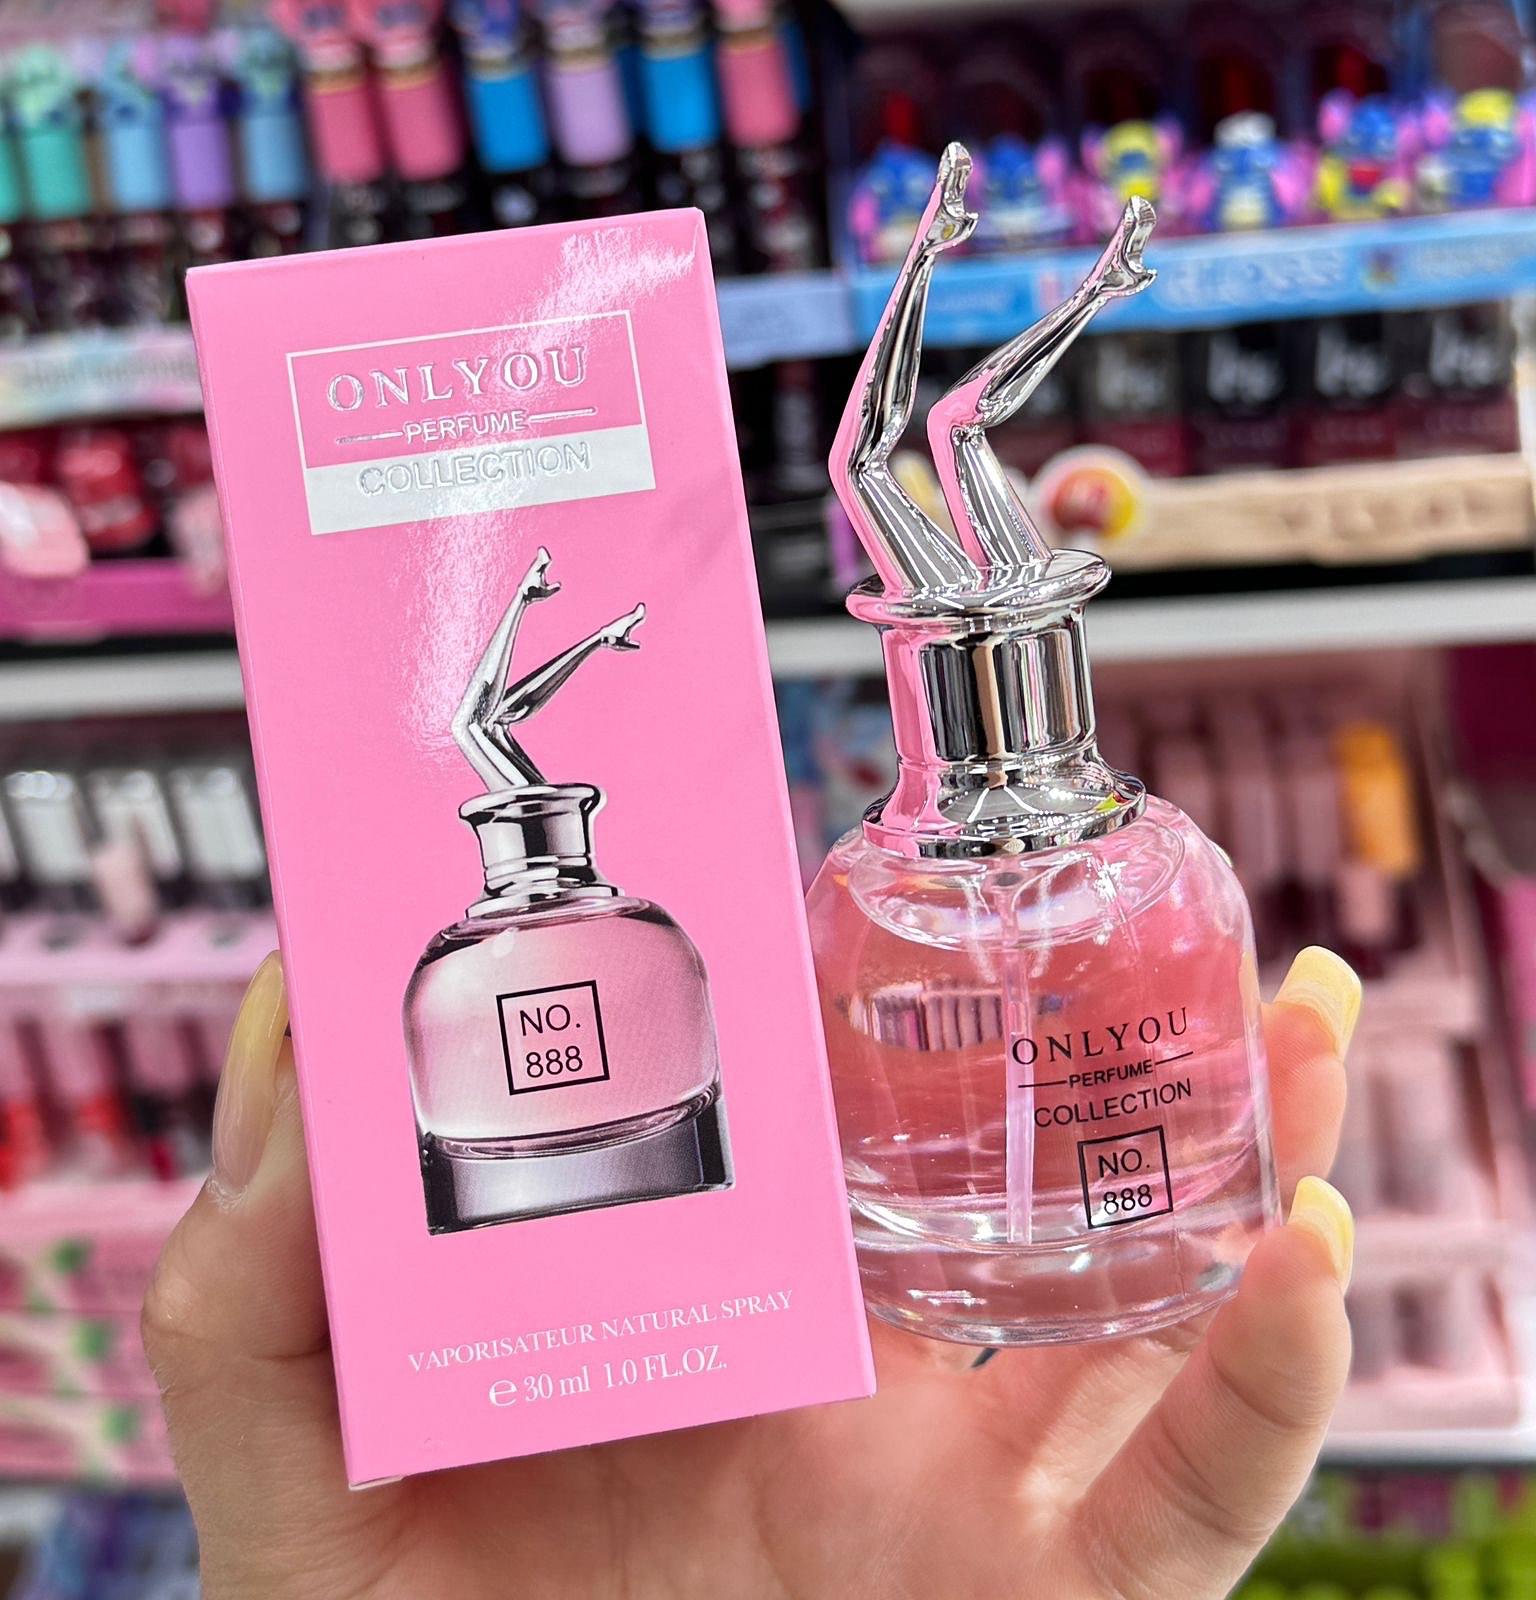 ONLYOU
PERFUME
COLLECTION
NO.
888
VAPORISATEUR NATURAL SPRAY
℮ 30 ml 1.0 FL.OZ.
ONLYOU
PERFUME
COLLECTION
NO.
888